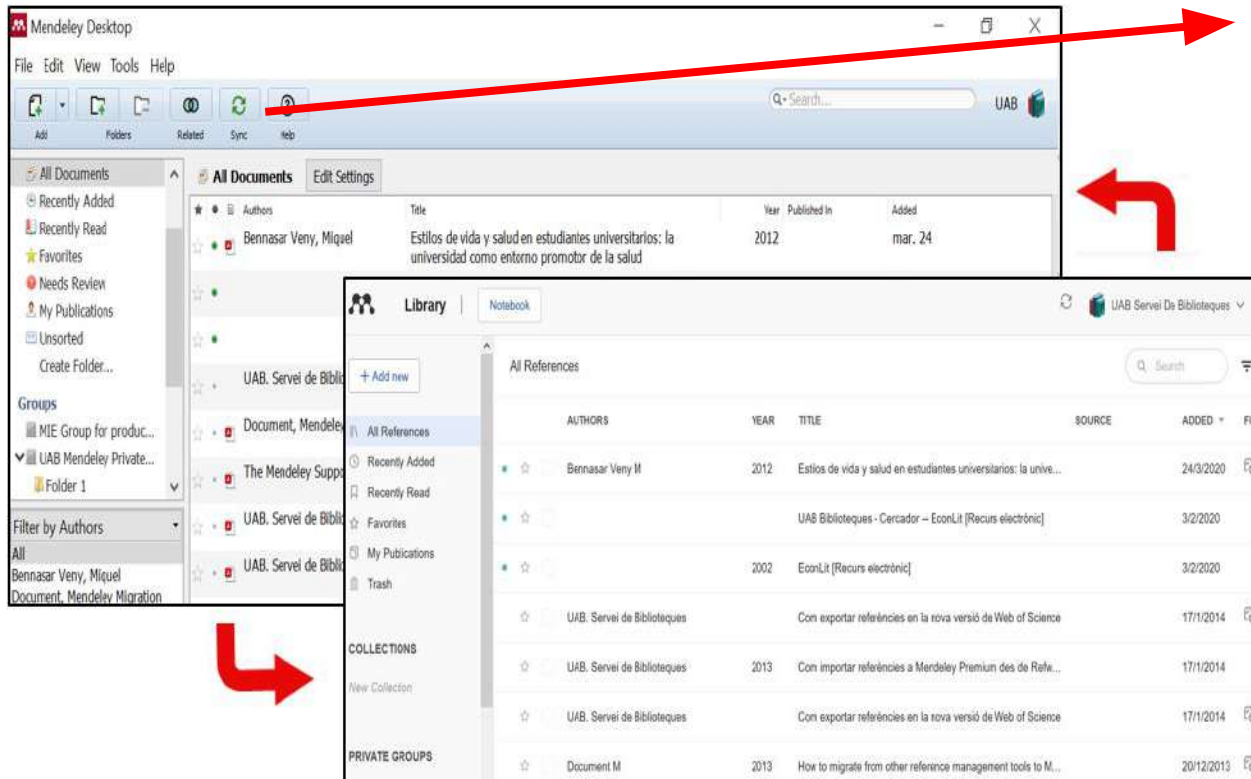 Mendeley Desktop
File Edit View Tools Help
Add Folders Related Sync Help
Search...
UAB
All Documents
Recently Added
Recently Read
Favorites
Needs Review
My Publications
Unsorted
Create Folder...
Groups
MIE Group for produc...
UAB Mendeley Private...
Folder 1
Filter by Authors
All
Bennasar Veny, Miquel
Document, Mendeley Migration
All Documents Edit Settings
Authors Title Year Published In Added
Bennasar Veny, Miquel Estilos de vida y salud en estudiantes universitarios: la 2012 mar. 24
universidad como entorno promotor de la salud
UAB. Servei de Biblio
Document, Mendele
The Mendeley Suppo
UAB. Servei de Biblio
UAB. Servei de Biblio
Library Notebook
UAB Servei De Biblioteques
+ Add new
All References
Recently Added
Recently Read
Favorites
My Publications
Trash
COLLECTIONS
New Collection
PRIVATE GROUPS
All References
Search
AUTHORS YEAR TITLE SOURCE ADDED
Bennasar Veny M 2012 Estilos de vida y salud en estudiantes universitarios: la unive... 24/3/2020
UAB Biblioteques - Cercador -- EconLit [Recurs electrònic] 3/2/2020
2002 EconLit [Recurs electrònic] 3/2/2020
UAB. Servei de Biblioteques Com exportar referències en la nova versió de Web of Science 17/1/2014
UAB. Servei de Biblioteques 2013 Com importar referències a Mendeley Premium des de Refw... 17/1/2014
UAB. Servei de Biblioteques Com exportar referències en la nova versió de Web of Science 17/1/2014
Document M 2013 How to migrate from other reference management tools to M... 20/12/2013